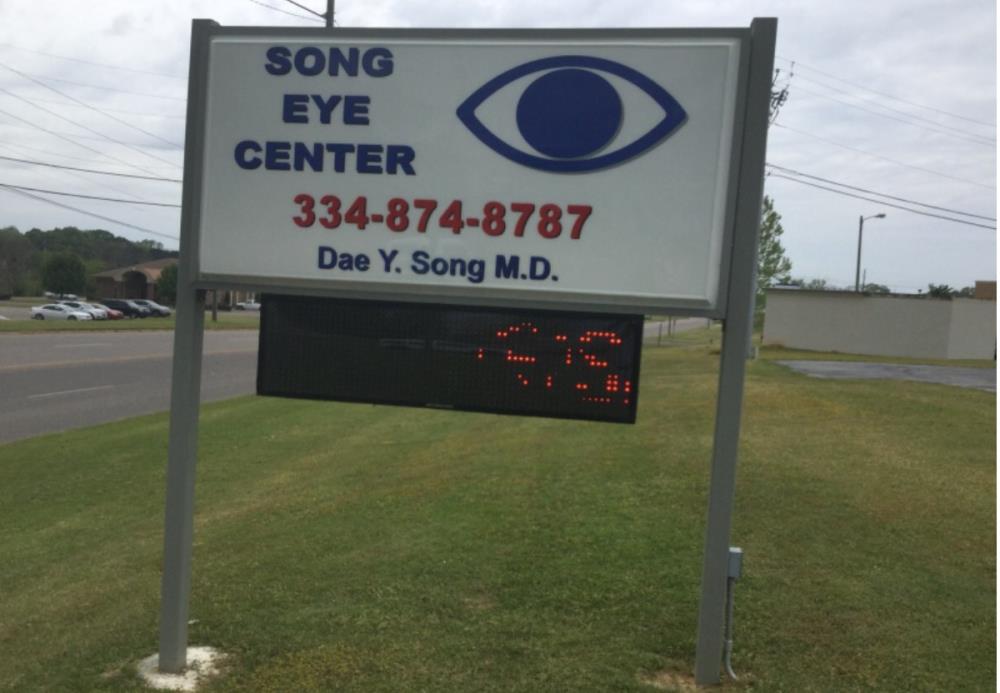 SONG
EYE
CENTER
334-874-8787
Dae Y. Song M.D.